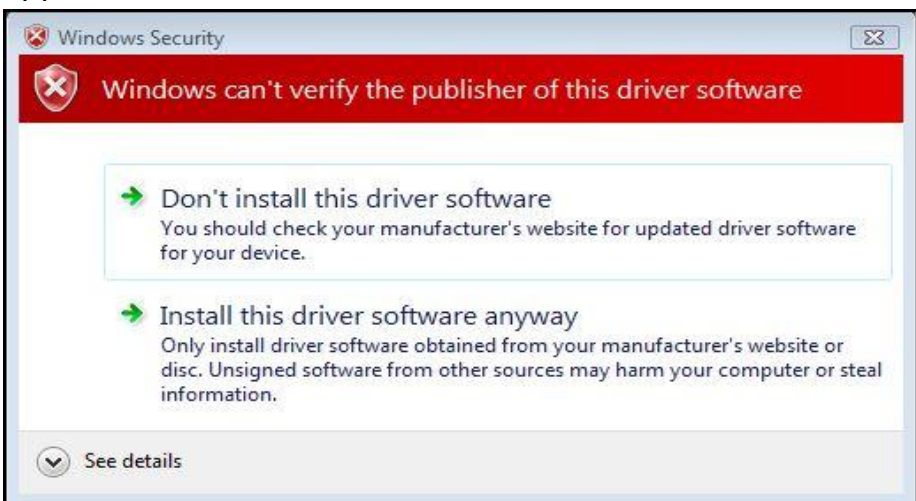 Windows Security
Windows can't verify the publisher of this driver software
Don't install this driver software
You should check your manufacturer's website for updated driver software
for your device.
Install this driver software anyway
Only install driver software obtained from your manufacturer's website or
disc. Unsigned software from other sources may harm your computer or steal
information.
See details